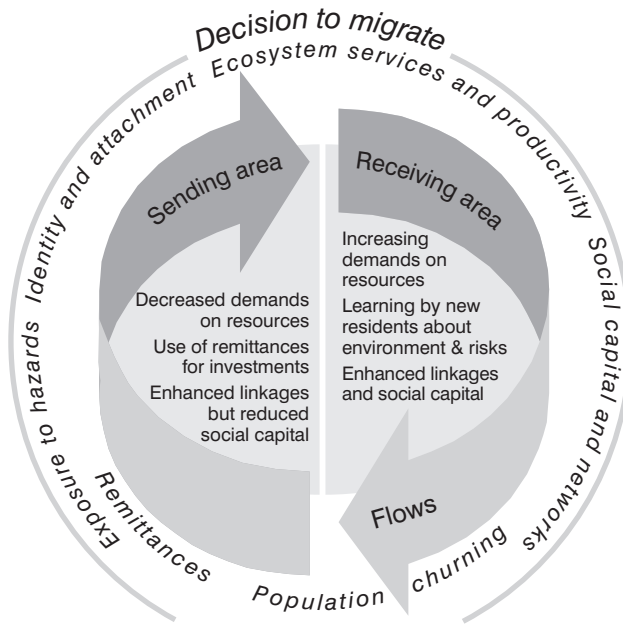 Decision to migrate
Ecosystem services and productivity
Identity and attachment
Social capital and networks
Exposure to hazards
Sending area
Receiving area
Decreased demands
on resources
Use of remittances
for investments
Enhanced linkages
but reduced
social capital
Increasing
demands on
resources
Learning by new
residents about
environment & risks
Enhanced linkages
and social capital
Flows
Remittances
Population churning